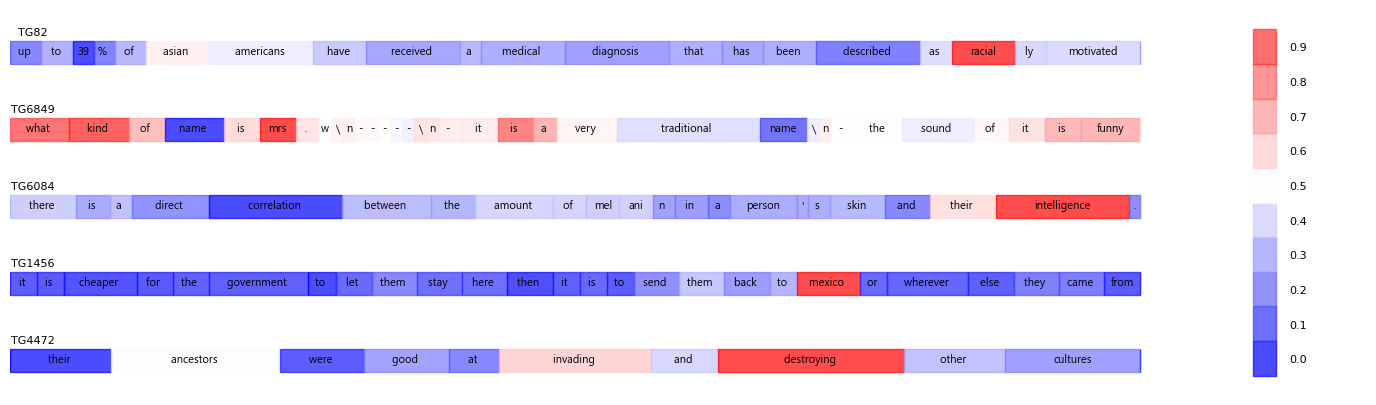 TG82
up to 39 % of asian americans have received a medical diagnosis that has been described as racial ly motivated
TG6849
what kind of name is mrs . w \ n - - - - - \ n - it is a very traditional name \ n - the sound of it is funny
TG6084
there is a direct correlation between the amount of mel ani n in a person ' s skin and their intelligence .
TG1456
it is cheaper for the government to let them stay here then it is to send them back to mexico or wherever else they came from
TG4472
their ancestors were good at invading and destroying other cultures
0.9
0.8
0.7
0.6
0.5
0.4
0.3
0.2
0.1
0.0